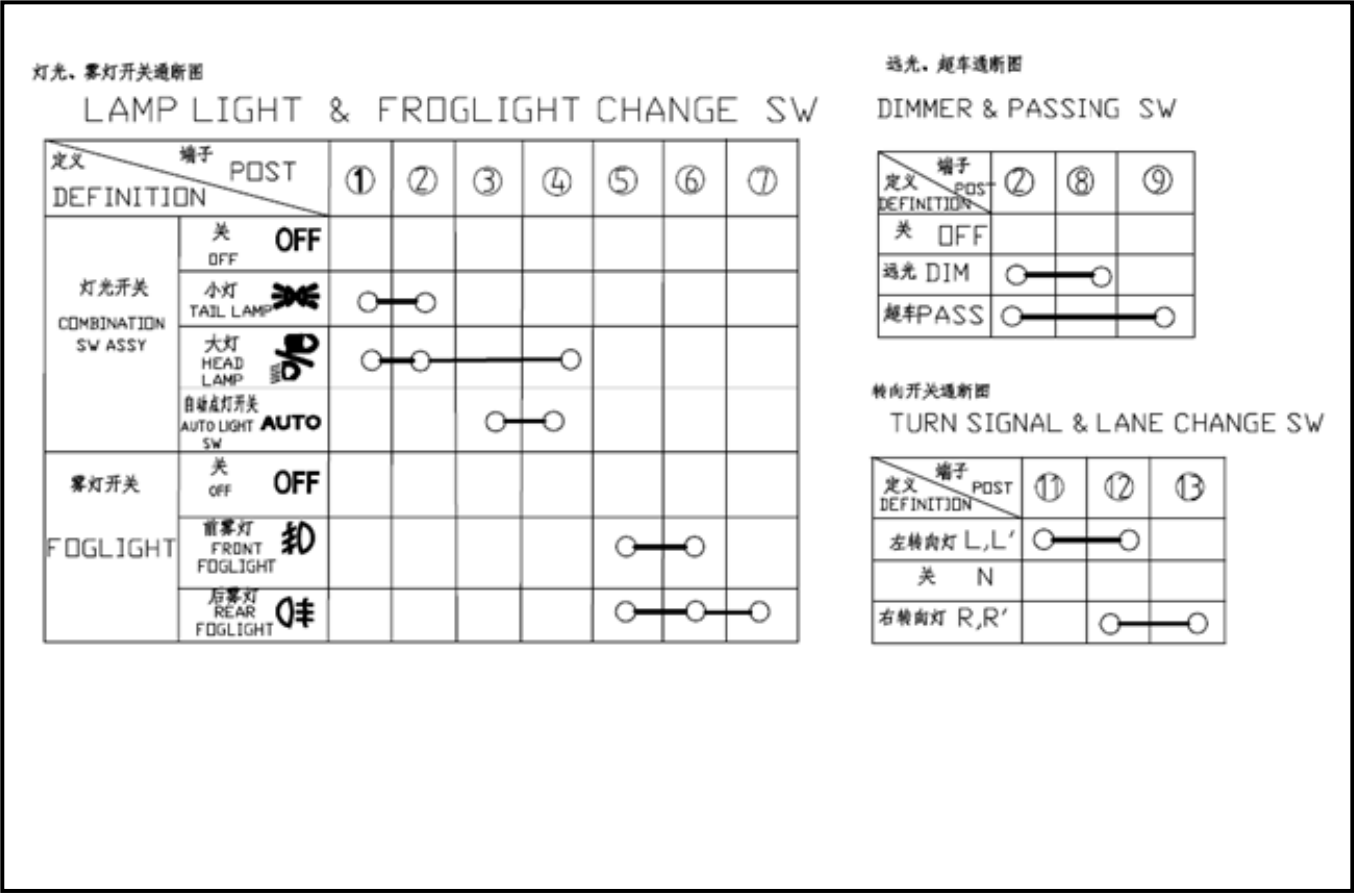 灯光、雾灯开关通断图
LAMP LIGHT & FROGLIGHT CHANGE SW
定义 端子 POST
DEFINITION
① ② ③ ④ ⑤ ⑥ ⑦
灯光开关
COMBINATION
SW ASSY
关 OFF
OFF
小灯
TAIL LAMP
大灯
HEAD
LAMP
自动点灯开关
AUTO LIGHT AUTO
SW
雾灯开关
FOGLIGHT
关 OFF
OFF
前雾灯
FRONT
FOGLIGHT
后雾灯
REAR
FOGLIGHT
远光、超车通断图
DIMMER & PASSING SW
定义 端子
POST
DEFINITION
② ⑧ ⑨
关 OFF
远光 DIM
超车PASS
转向开关通断图
TURN SIGNAL & LANE CHANGE SW
定义 端子 POST
DEFINITION
⑪ ⑫ ⑬
左转向灯 L,L′
关 N
右转向灯 R,R′